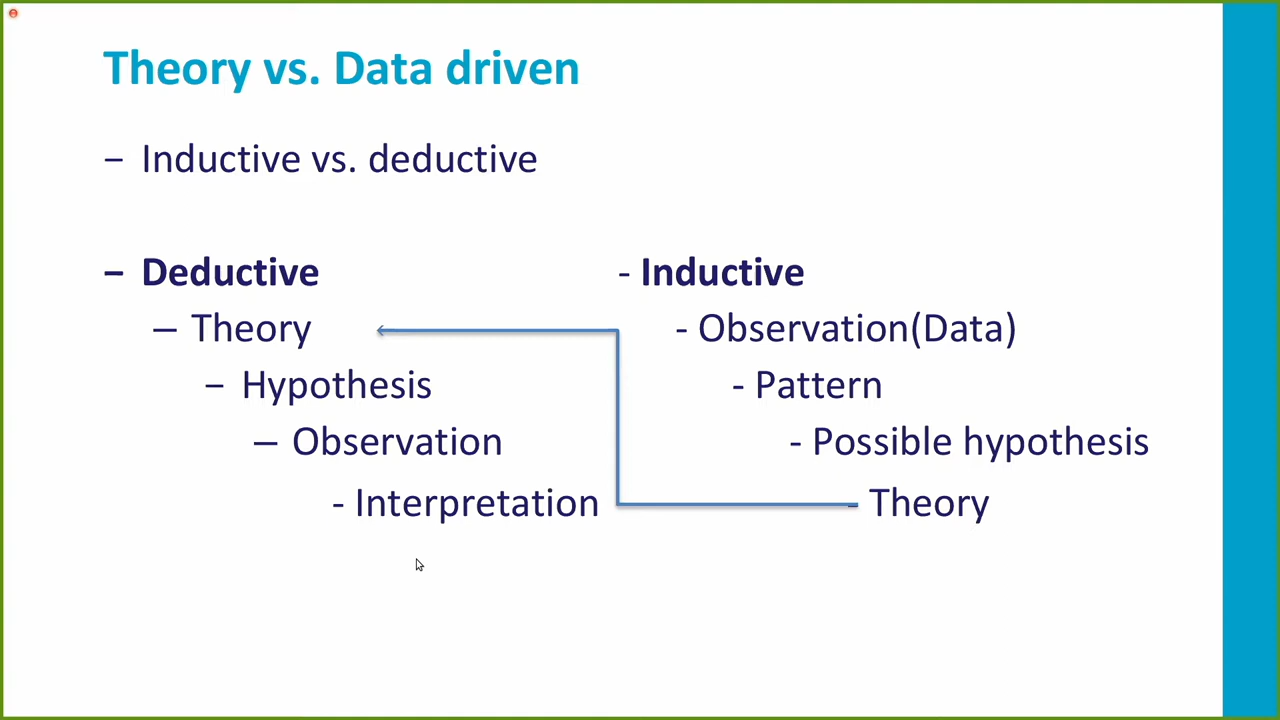 Theory vs. Data driven
− Inductive vs. deductive
− Deductive
– Theory
− Hypothesis
– Observation
- Interpretation
- Inductive
- Observation(Data)
- Pattern
- Possible hypothesis
- Theory